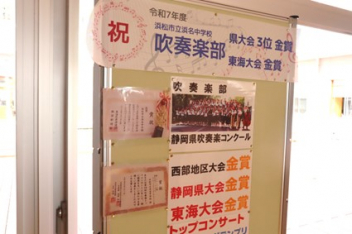 祝
令和7年度
浜松市立浜名中学校
吹奏楽部
県大会 3位 金賞
東海大会 金賞
吹奏楽部
静岡県吹奏楽コンクール
西部地区大会 金賞
静岡県大会 金賞
東海大会 金賞
トップコンサート